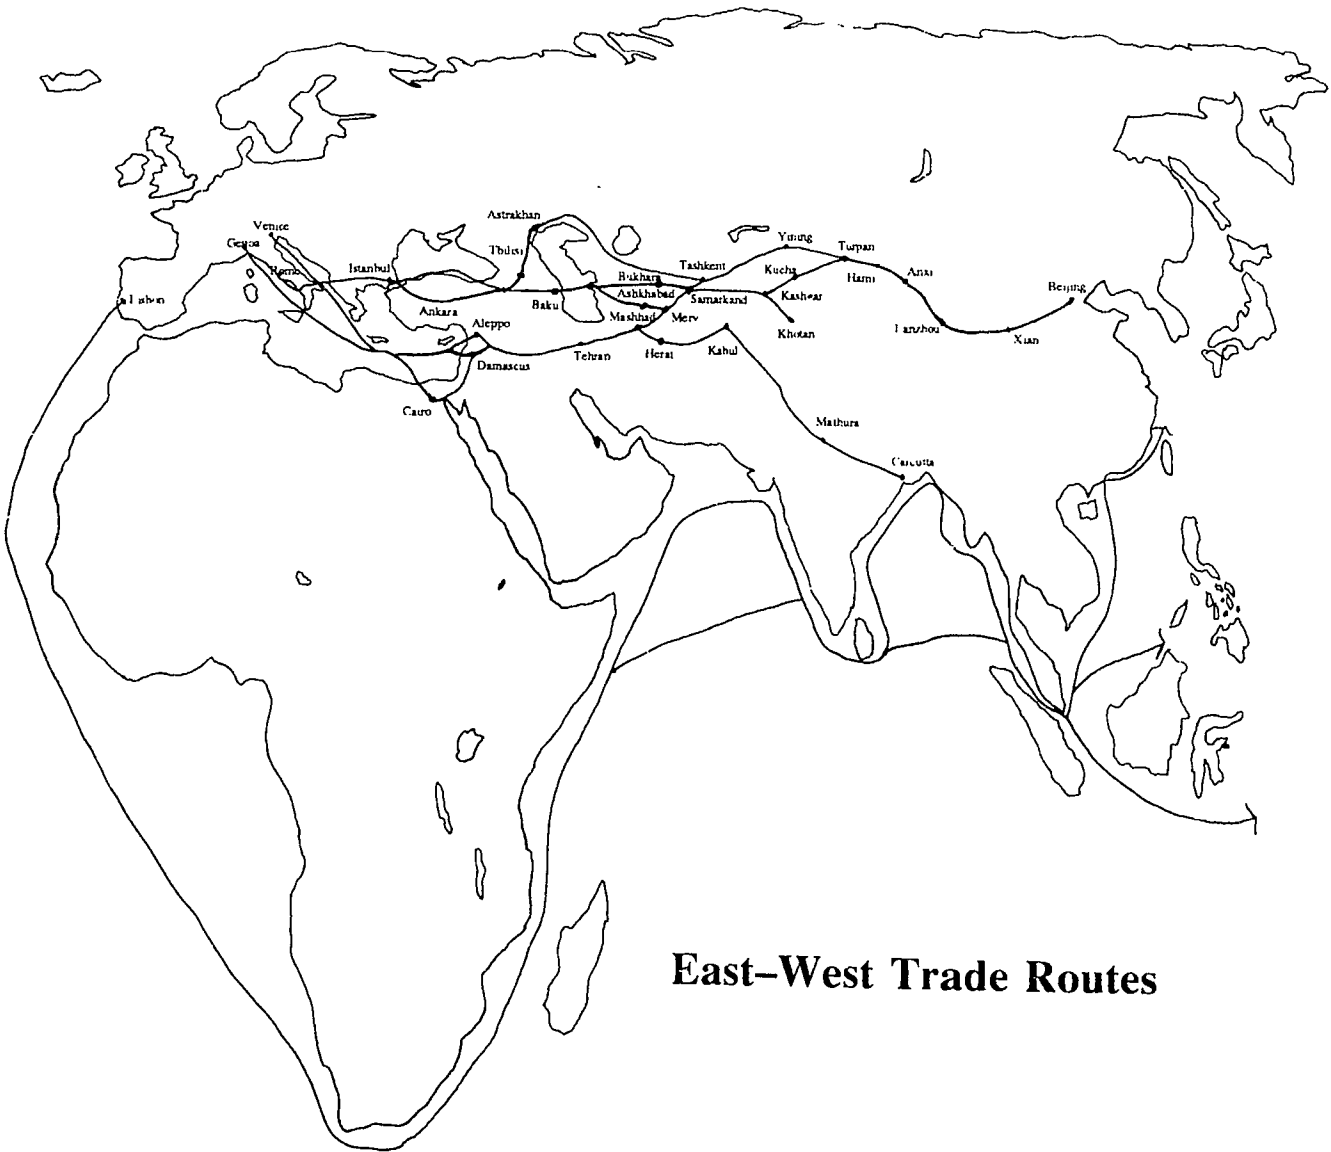 Astrakhan
Venice
Genoa
Tbilisi
Yining
Turpan
Rome
Istanbul
Bukhara
Tashkent
Kucha
Hami
Anxi
Lisbon
Ankara
Baku
Ashkhabad
Samarkand
Kashgar
Beijing
Mashhad
Merv
Aleppo
Khotan
Lanzhou
Xian
Damascus
Tehran
Herat
Kabul
Cairo
Mathura
Calcutta
East–West Trade Routes